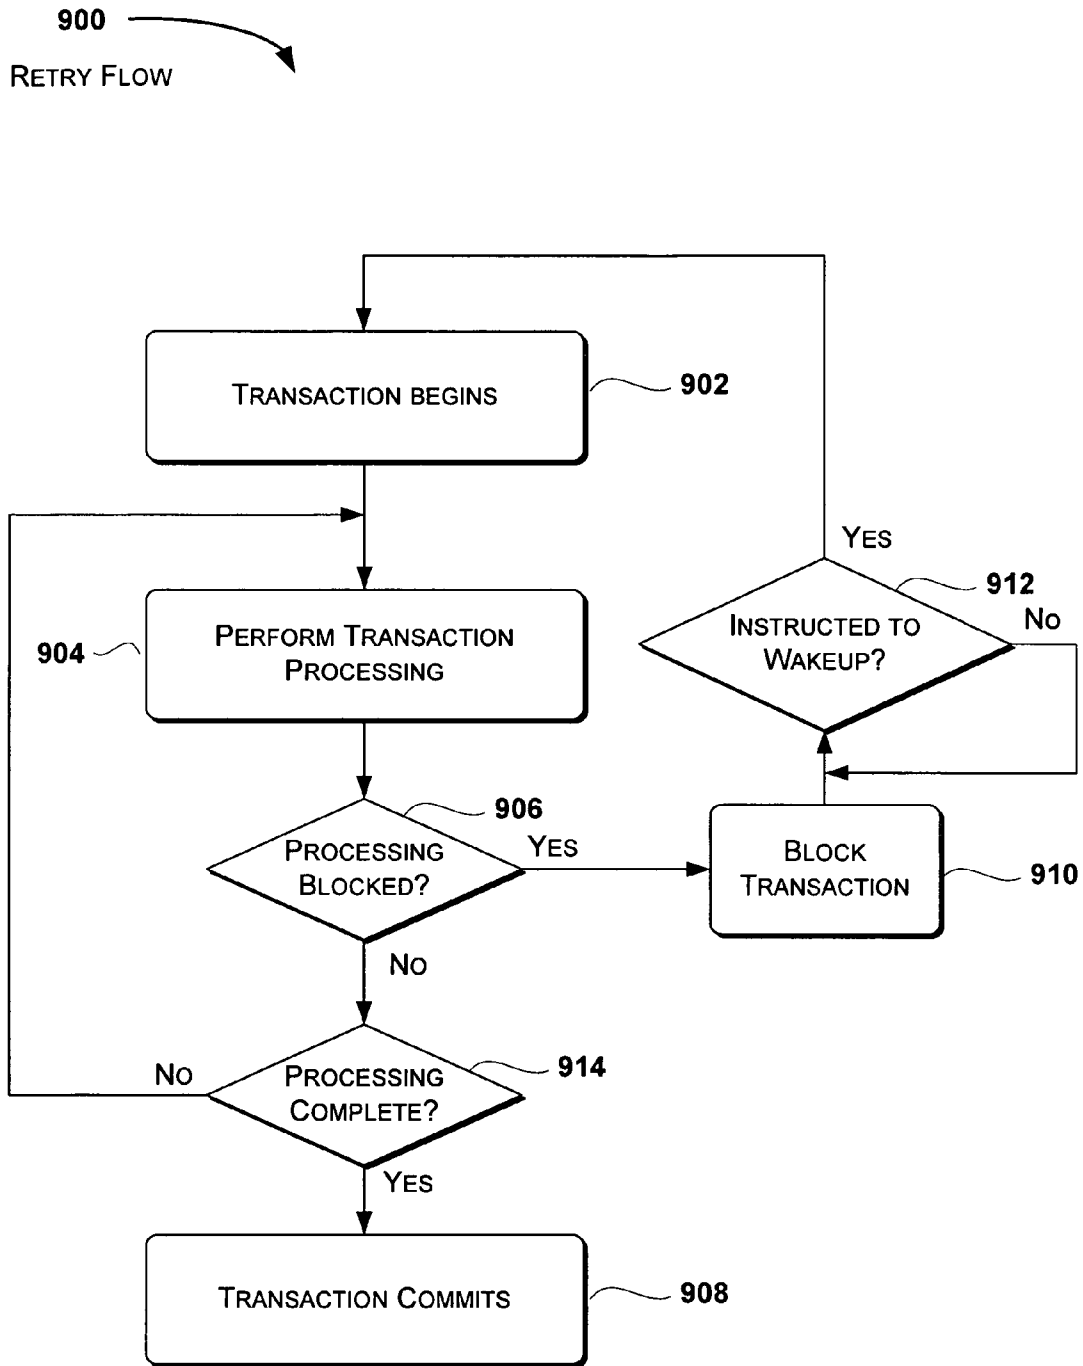 900
RETRY FLOW
TRANSACTION BEGINS
902
YES
912
INSTRUCTED TO
WAKEUP?
NO
904
PERFORM TRANSACTION
PROCESSING
906
PROCESSING
BLOCKED?
YES
BLOCK
TRANSACTION
910
NO
914
PROCESSING
COMPLETE?
NO
YES
TRANSACTION COMMITS
908